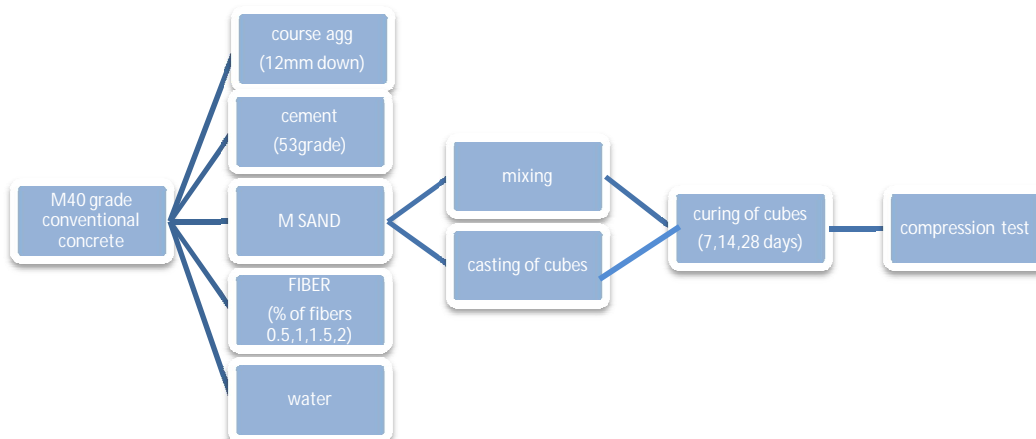 course agg
(12mm down)
cement
(53grade)
M40 grade
conventional
concrete
M SAND
FIBER
(% of fibers
0.5,1,1.5,2)
water
mixing
casting of cubes
curing of cubes
(7,14,28 days)
compression test